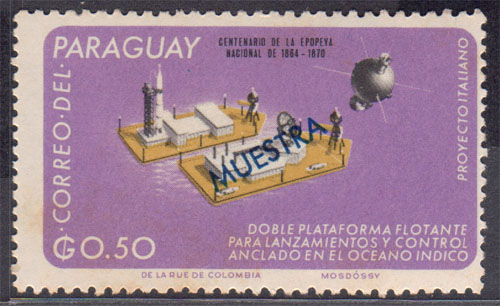 CORREO·DEL·
PARAGUAY
CENTENARIO DE LA EPOPEYA
NACIONAL DE 1864-1870
PROYECTO ITALIANO
MUESTRA
DOBLE PLATAFORMA FLOTANTE
PARA LANZAMIENTOS Y CONTROL
ANCLADO EN EL OCEANO INDICO
₲0.50
DE LA RUE DE COLOMBIA MOSDÓSSY